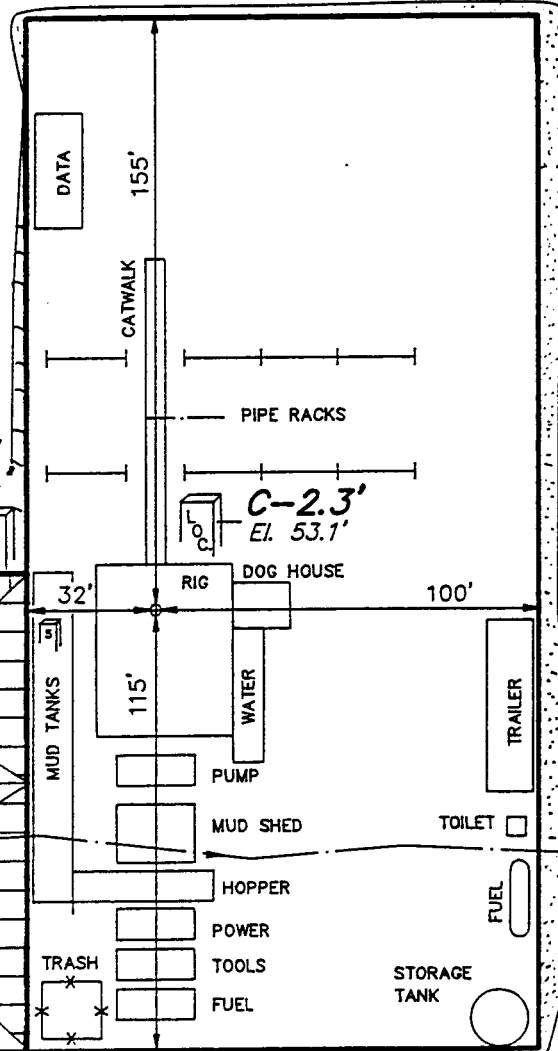 155'
DATA
CATWALK
PIPE RACKS
LOC.
C-2.3'
El. 53.1'
RIG
DOG HOUSE
32'
100'
S
115'
MUD TANKS
WATER
TRAILER
PUMP
MUD SHED
TOILET
HOPPER
FUEL
POWER
TRASH
TOOLS
STORAGE
TANK
FUEL